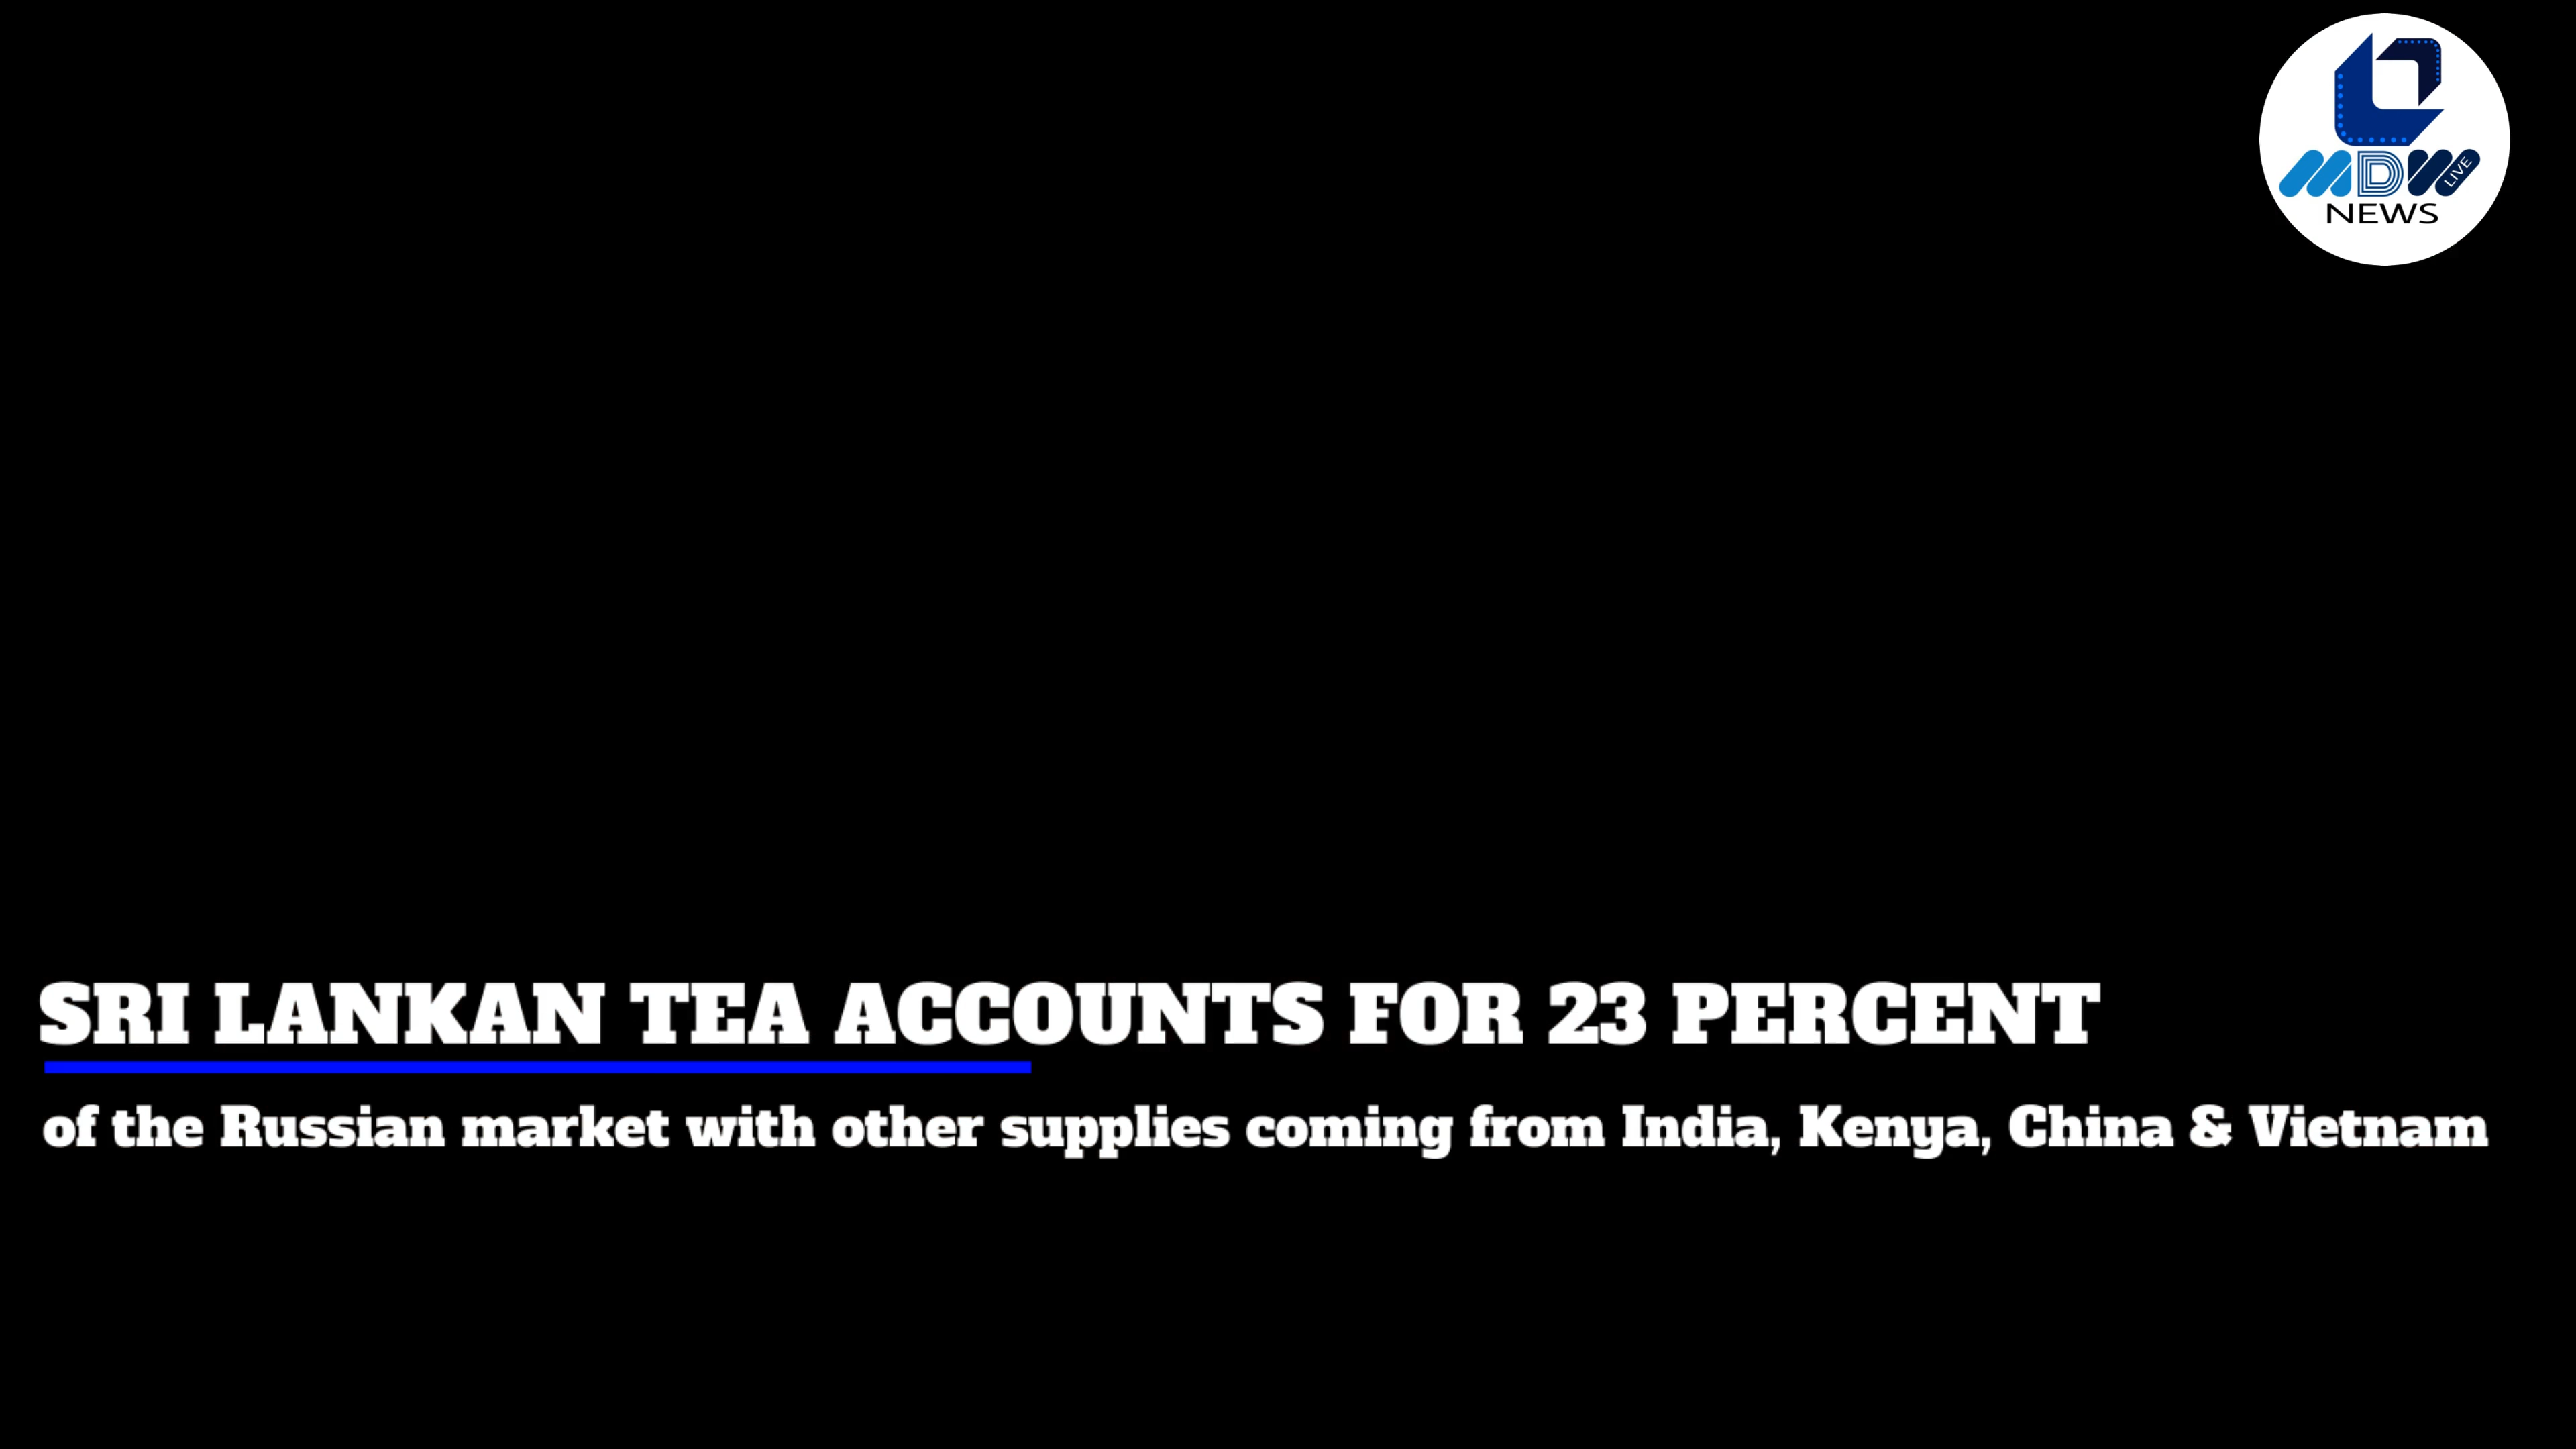 MDW LIVE
NEWS
SRI LANKAN TEA ACCOUNTS FOR 23 PERCENT
of the Russian market with other supplies coming from India, Kenya, China & Vietnam